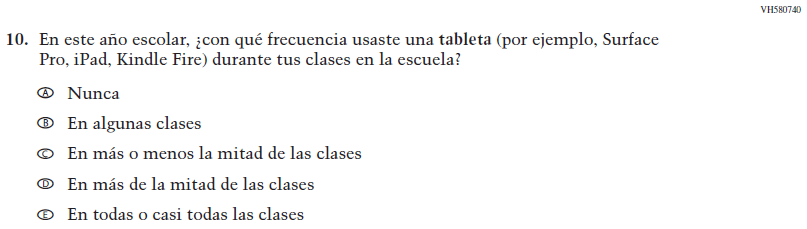 VH580740
10. En este año escolar, ¿con qué frecuencia usaste una tableta (por ejemplo, Surface
Pro, iPad, Kindle Fire) durante tus clases en la escuela?
A Nunca
B En algunas clases
C En más o menos la mitad de las clases
D En más de la mitad de las clases
E En todas o casi todas las clases